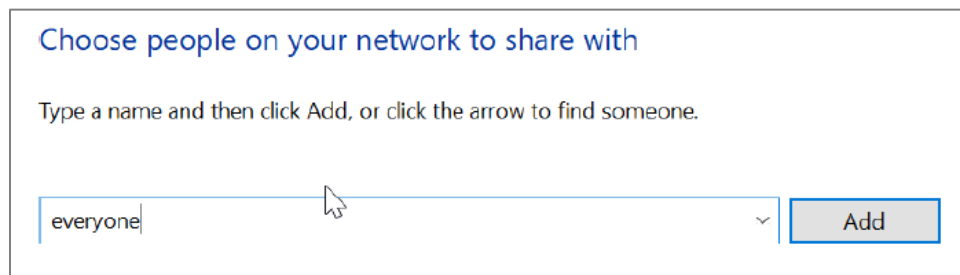 Choose people on your network to share with
Type a name and then click Add, or click the arrow to find someone.
everyone Add